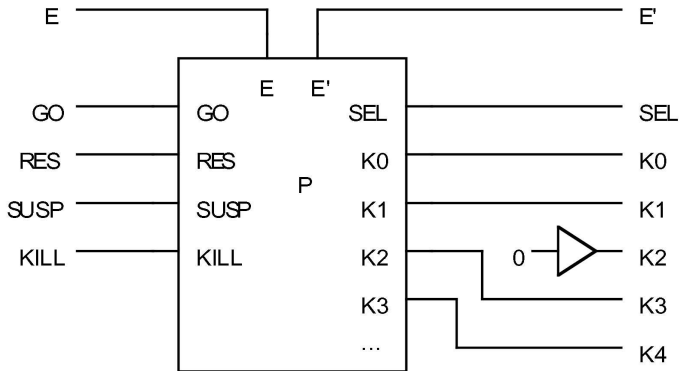 E E'
E E'
GO GO SEL SEL
RES RES K0 K0
P
SUSP SUSP K1 K1
KILL KILL K2 0 K2
K3 K3
... K4